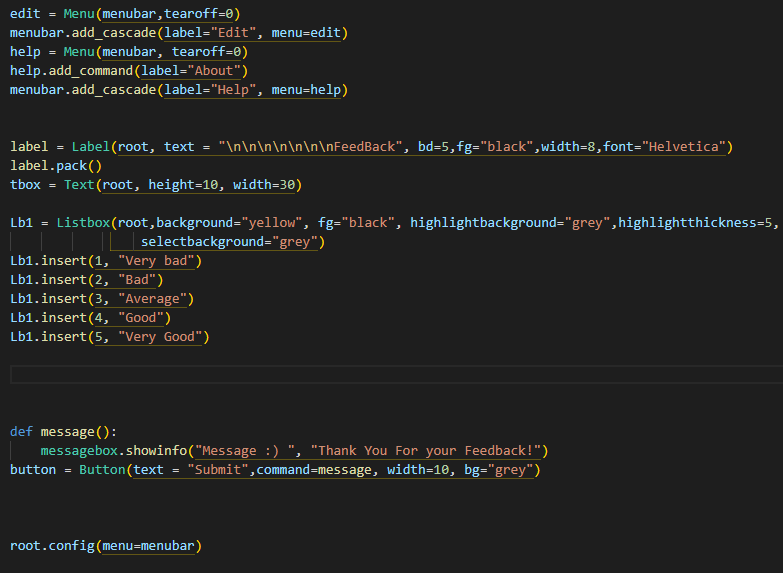 edit = Menu(menubar,tearoff=0)
menubar.add_cascade(label="Edit", menu=edit)
help = Menu(menubar, tearoff=0)
help.add_command(label="About")
menubar.add_cascade(label="Help", menu=help)
label = Label(root, text = "\n\n\n\n\n\n\nFeedBack", bd=5,fg="black",width=8,font="Helvetica")
label.pack()
tbox = Text(root, height=10, width=30)
Lb1 = Listbox(root,background="yellow", fg="black", highlightbackground="grey",highlightthickness=5,
selectbackground="grey")
Lb1.insert(1, "Very bad")
Lb1.insert(2, "Bad")
Lb1.insert(3, "Average")
Lb1.insert(4, "Good")
Lb1.insert(5, "Very Good")
def message():
messagebox.showinfo("Message :) ", "Thank You For your Feedback!")
button = Button(text = "Submit",command=message, width=10, bg="grey")
root.config(menu=menubar)